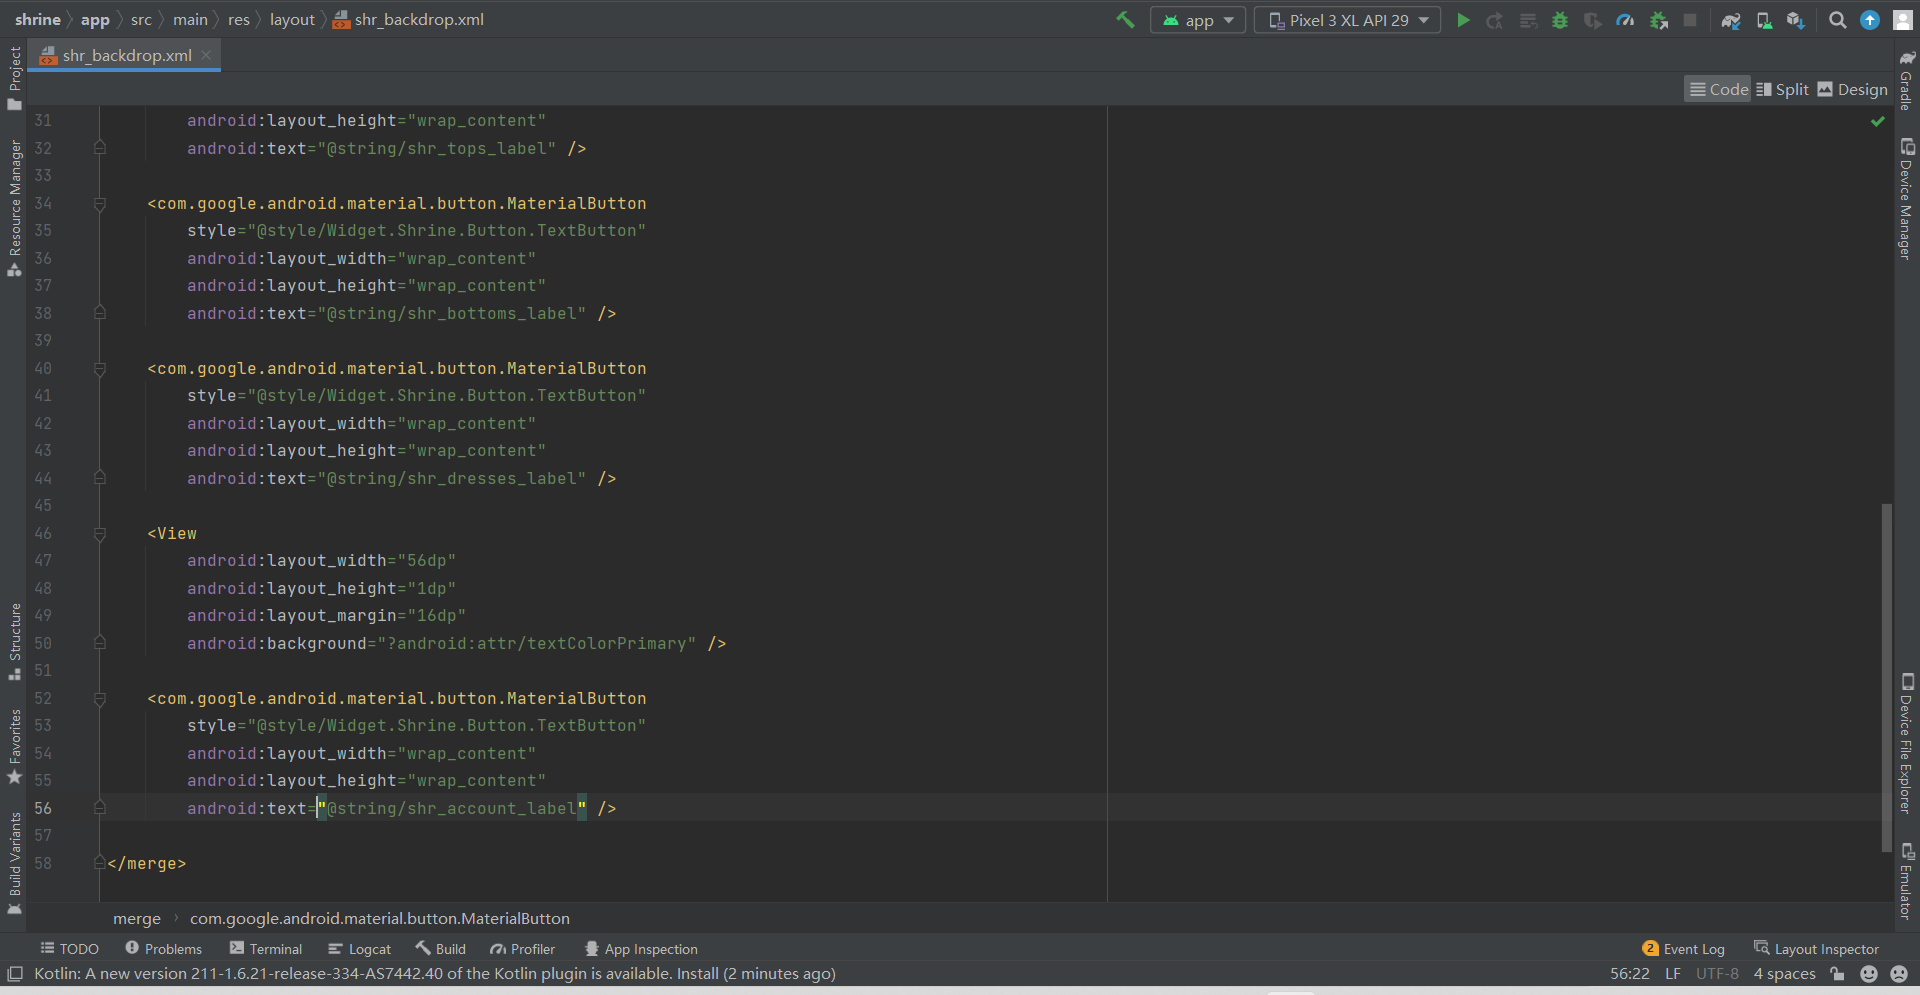 shrine app src main res layout shr_backdrop.xml app Pixel 3 XL API 29
shr_backdrop.xml
Code Split Design
31 android:layout_height="wrap_content"
32 android:text="@string/shr_tops_label" />
33
34 <com.google.android.material.button.MaterialButton
35 style="@style/Widget.Shrine.Button.TextButton"
36 android:layout_width="wrap_content"
37 android:layout_height="wrap_content"
38 android:text="@string/shr_bottoms_label" />
39
40 <com.google.android.material.button.MaterialButton
41 style="@style/Widget.Shrine.Button.TextButton"
42 android:layout_width="wrap_content"
43 android:layout_height="wrap_content"
44 android:text="@string/shr_dresses_label" />
45
46 <View
47 android:layout_width="56dp"
48 android:layout_height="1dp"
49 android:layout_margin="16dp"
50 android:background="?android:attr/textColorPrimary" />
51
52 <com.google.android.material.button.MaterialButton
53 style="@style/Widget.Shrine.Button.TextButton"
54 android:layout_width="wrap_content"
55 android:layout_height="wrap_content"
56 android:text="@string/shr_account_label" />
57
58 </merge>
merge com.google.android.material.button.MaterialButton
TODO Problems Terminal Logcat Build Profiler App Inspection 2 Event Log Layout Inspector
Kotlin: A new version 211-1.6.21-release-334-AS7442.40 of the Kotlin plugin is available. Install (2 minutes ago) 56:22 LF UTF-8 4 spaces
Project
Resource Manager
Structure
Favorites
Build Variants
Gradle
Device Manager
Device File Explorer
Emulator